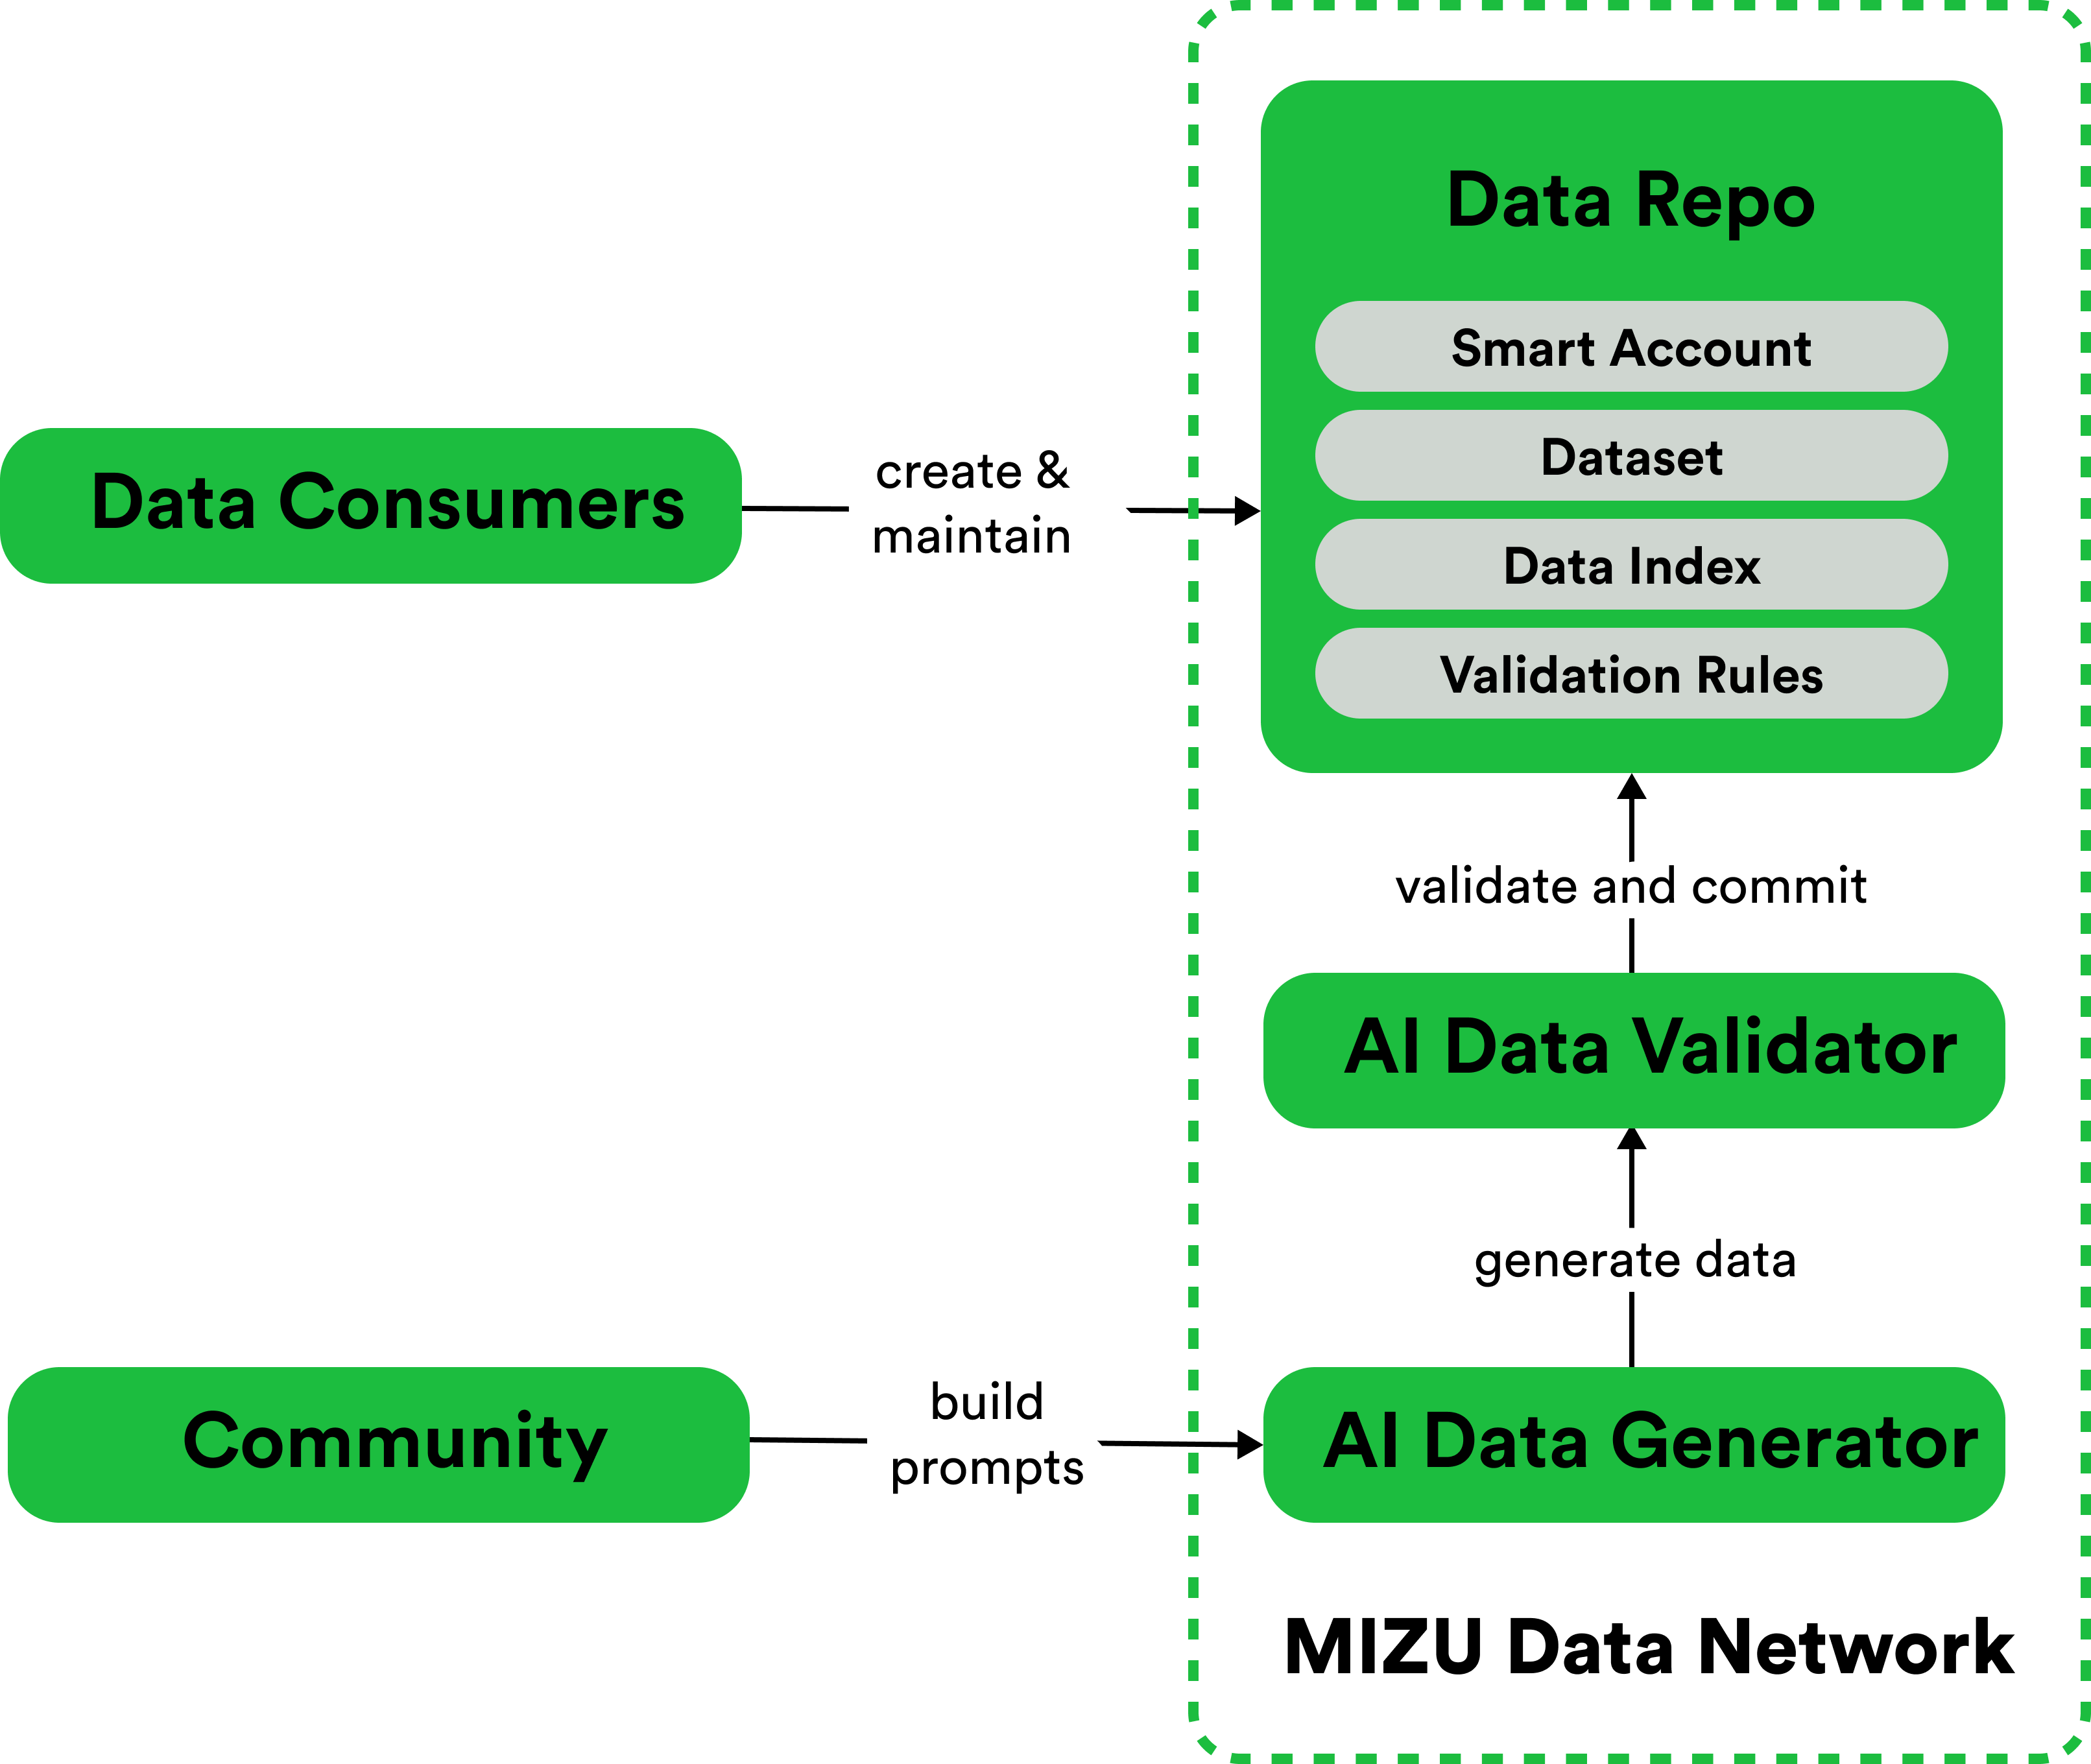 Data Repo
Smart Account
Dataset
Data Index
Validation Rules
Data Consumers
create &
maintain
validate and commit
AI Data Validator
generate data
Community
build
prompts
AI Data Generator
MIZU Data Network